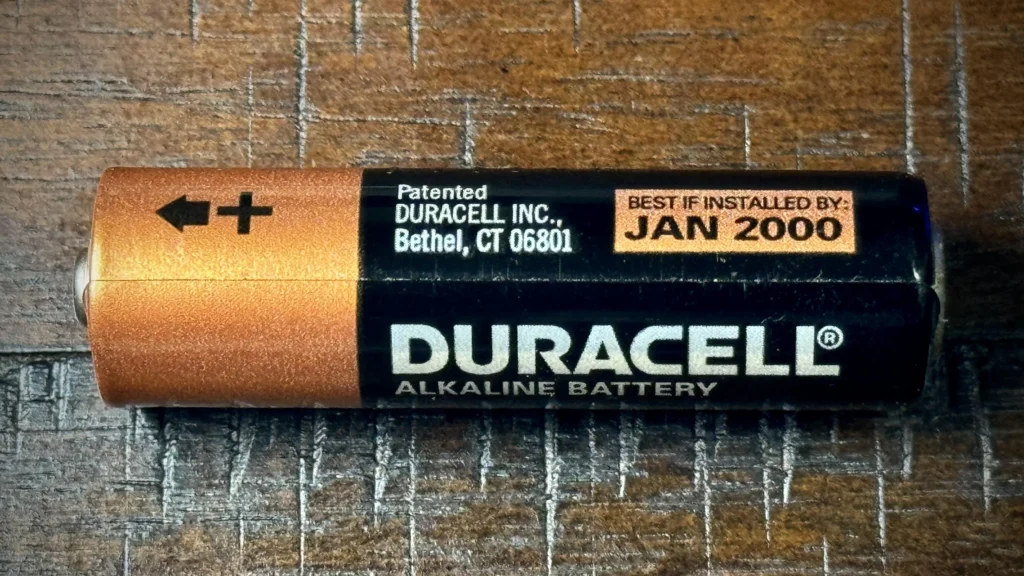 +
Patented
DURACELL INC.,
Bethel, CT 06801
BEST IF INSTALLED BY:
JAN 2000
DURACELL®
ALKALINE BATTERY